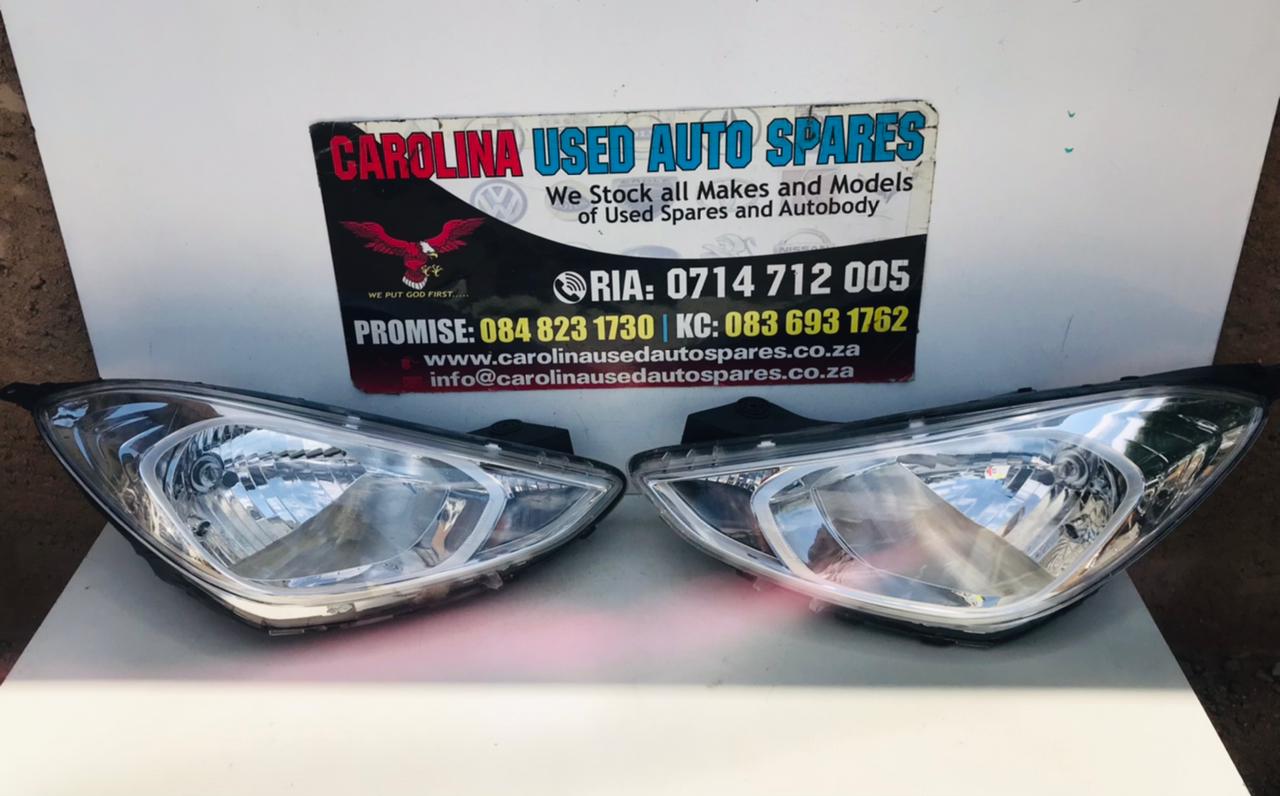 CAROLINA USED AUTO SPARES
We Stock all Makes and Models
of Used Spares and Autobody
WE PUT GOD FIRST.....
RIA: 0714 712 005
PROMISE: 084 823 1730 | KC: 083 693 1762
www.carolinausedautospares.co.za
info@carolinausedautospares.co.za
NISSAN